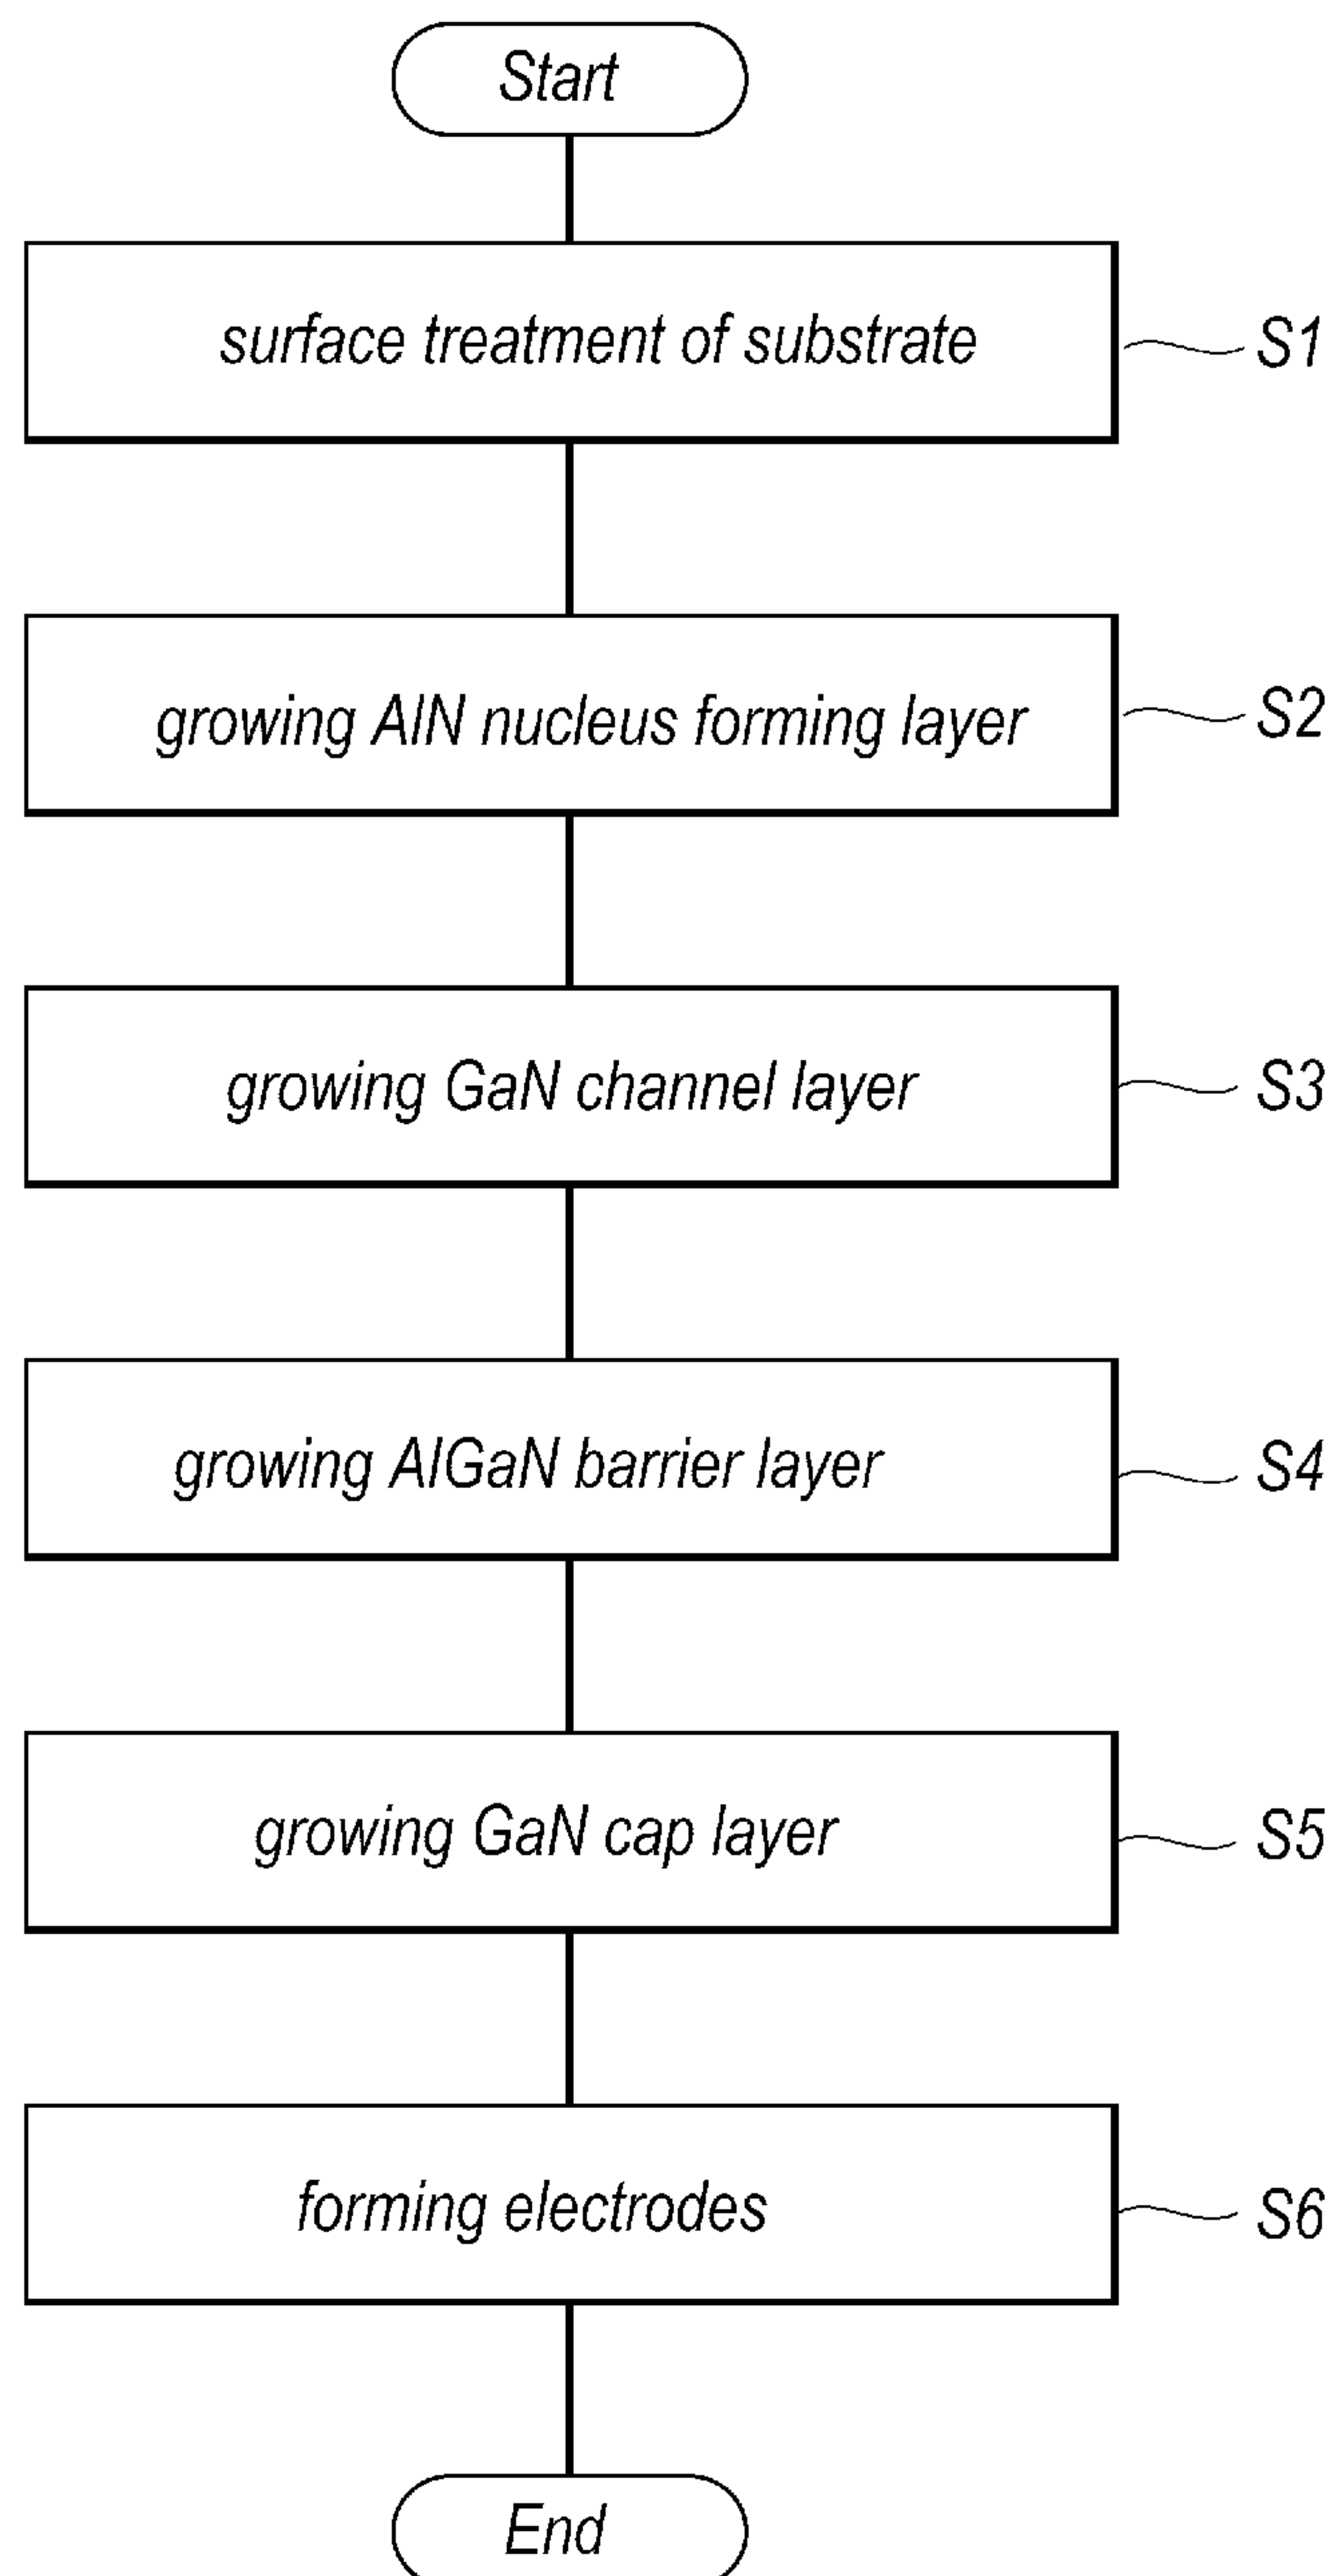 Start
surface treatment of substrate
S1
growing AlN nucleus forming layer
S2
growing GaN channel layer
S3
growing AlGaN barrier layer
S4
growing GaN cap layer
S5
forming electrodes
S6
End